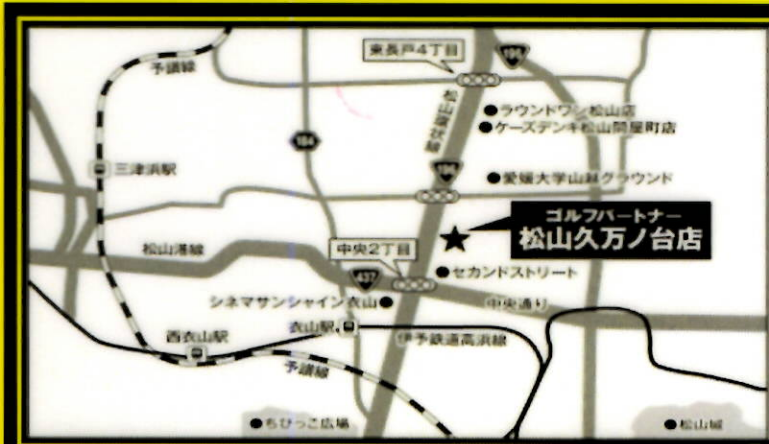 予讃線
東長戸4丁目
196
ラウンドワン松山店
ケーズデンキ松山問屋町店
松山環状線
184
三津浜駅
196
愛媛大学山越グラウンド
ゴルフパートナー
松山久万ノ台店
松山港線
中央2丁目
437
セカンドストリート
シネマサンシャイン衣山
中央通り
西衣山駅
衣山駅
伊予鉄道高浜線
予讃線
ちびっこ広場
松山城